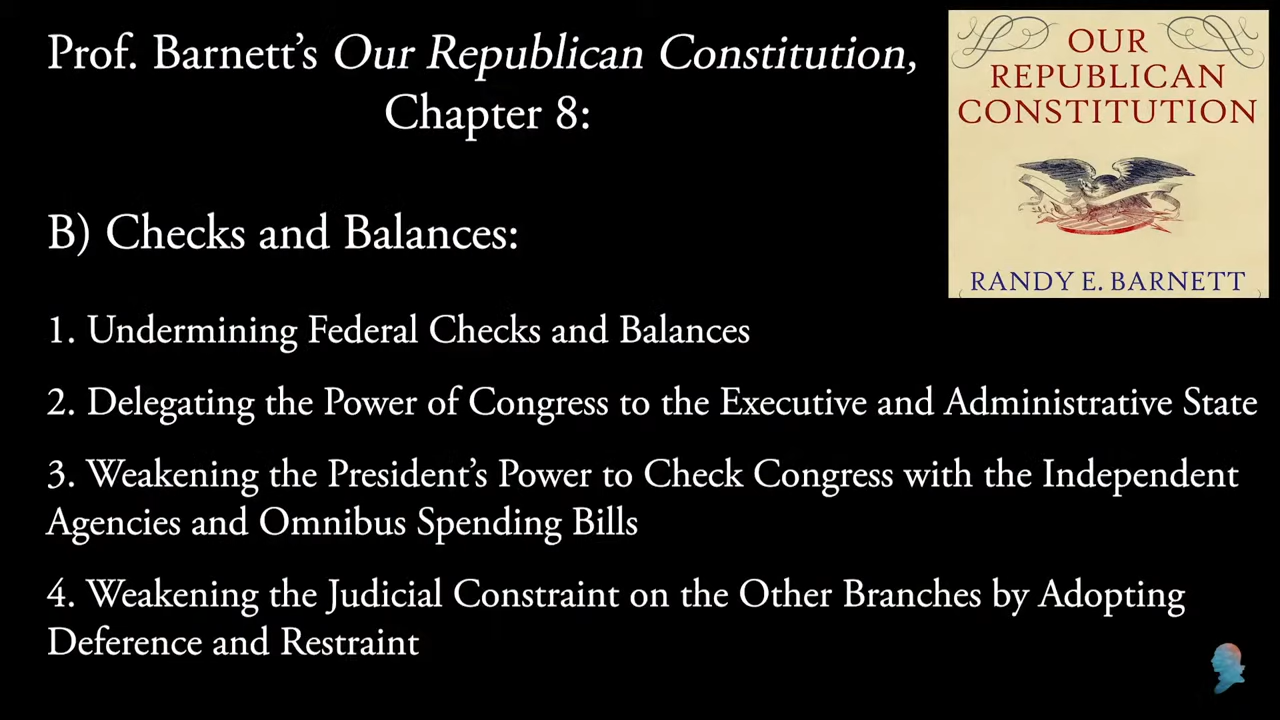 Prof. Barnett’s Our Republican Constitution,
Chapter 8:
OUR
REPUBLICAN
CONSTITUTION
RANDY E. BARNETT
B) Checks and Balances:
1. Undermining Federal Checks and Balances
2. Delegating the Power of Congress to the Executive and Administrative State
3. Weakening the President’s Power to Check Congress with the Independent
Agencies and Omnibus Spending Bills
4. Weakening the Judicial Constraint on the Other Branches by Adopting
Deference and Restraint